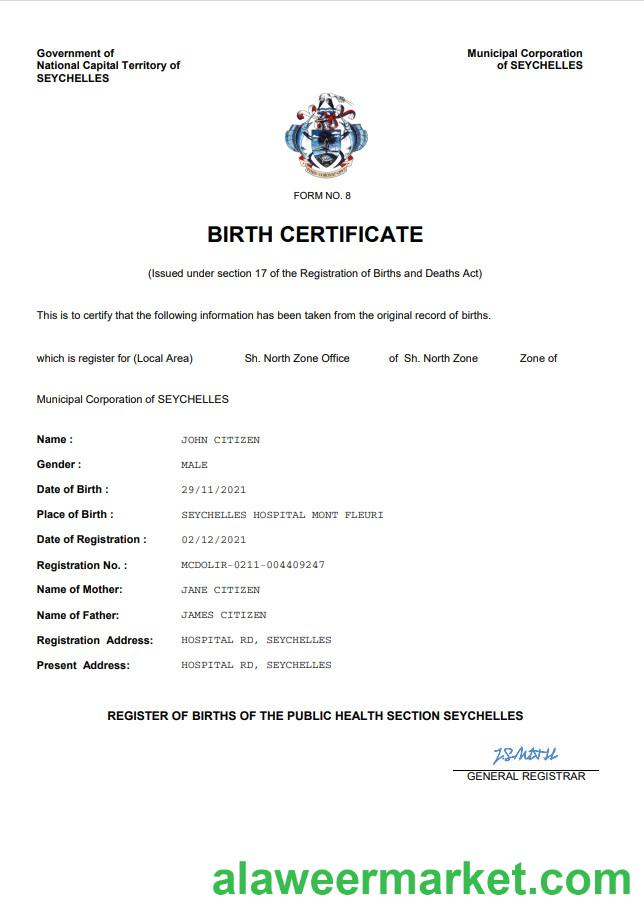 Government of
National Capital Territory of
SEYCHELLES
Municipal Corporation
of SEYCHELLES
FORM NO. 8
BIRTH CERTIFICATE
(Issued under section 17 of the Registration of Births and Deaths Act)
This is to certify that the following information has been taken from the original record of births.
which is register for (Local Area) Sh. North Zone Office of Sh. North Zone Zone of
Municipal Corporation of SEYCHELLES
Name : JOHN CITIZEN
Gender : MALE
Date of Birth : 29/11/2021
Place of Birth : SEYCHELLES HOSPITAL MONT FLEURI
Date of Registration : 02/12/2021
Registration No. : MCDOLIR-0211-004409247
Name of Mother: JANE CITIZEN
Name of Father: JAMES CITIZEN
Registration Address: HOSPITAL RD, SEYCHELLES
Present Address: HOSPITAL RD, SEYCHELLES
REGISTER OF BIRTHS OF THE PUBLIC HEALTH SECTION SEYCHELLES
GENERAL REGISTRAR
alaweermarket.com